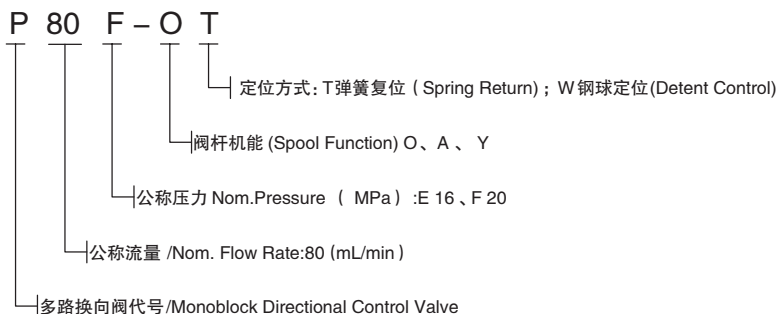 P 80 F – O T
定位方式: T弹簧复位 ( Spring Return) ; W 钢球定位(Detent Control)
阀杆机能 (Spool Function) O 、 A 、 Y
公称压力 Nom.Pressure ( MPa ) :E 16 、F 20
公称流量 /Nom. Flow Rate:80 (mL/min)
多路换向阀代号/Monoblock Directional Control Valve